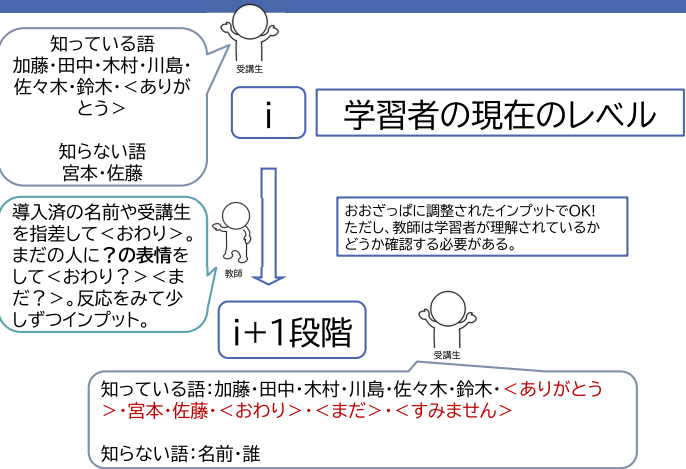 知っている語
加藤・田中・木村・川島・
佐々木・鈴木・<ありが
とう>
知らない語
宮本・佐藤
受講生
i
学習者の現在のレベル
導入済の名前や受講生
を指差して<おわり>。
まだの人に？の表情を
して<おわり？><ま
だ？>。反応をみて少
しずつインプット。
教師
おおざっぱに調整されたインプットでOK!
ただし、教師は学習者が理解されているか
どうか確認する必要がある。
i+1段階
受講生
知っている語：加藤・田中・木村・川島・佐々木・鈴木・<ありがとう
>・宮本・佐藤・<おわり>・<まだ>・<すみません>
知らない語：名前・誰